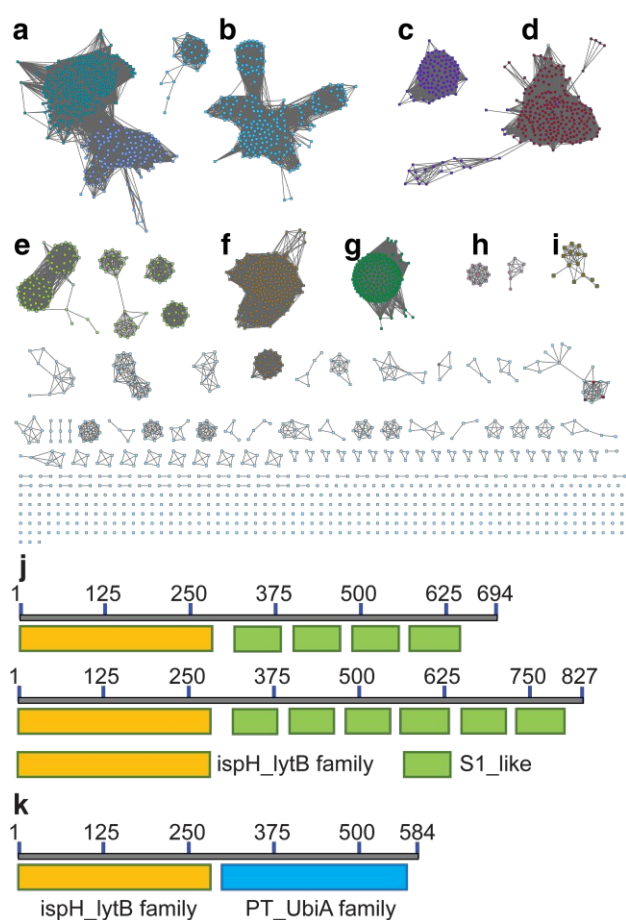 a b c d
e f g h i
j
1 125 250 375 500 625 694
1 125 250 375 500 625 750 827
ispH_lytB family S1_like
k
1 125 250 375 500 584
ispH_lytB family PT_UbiA family